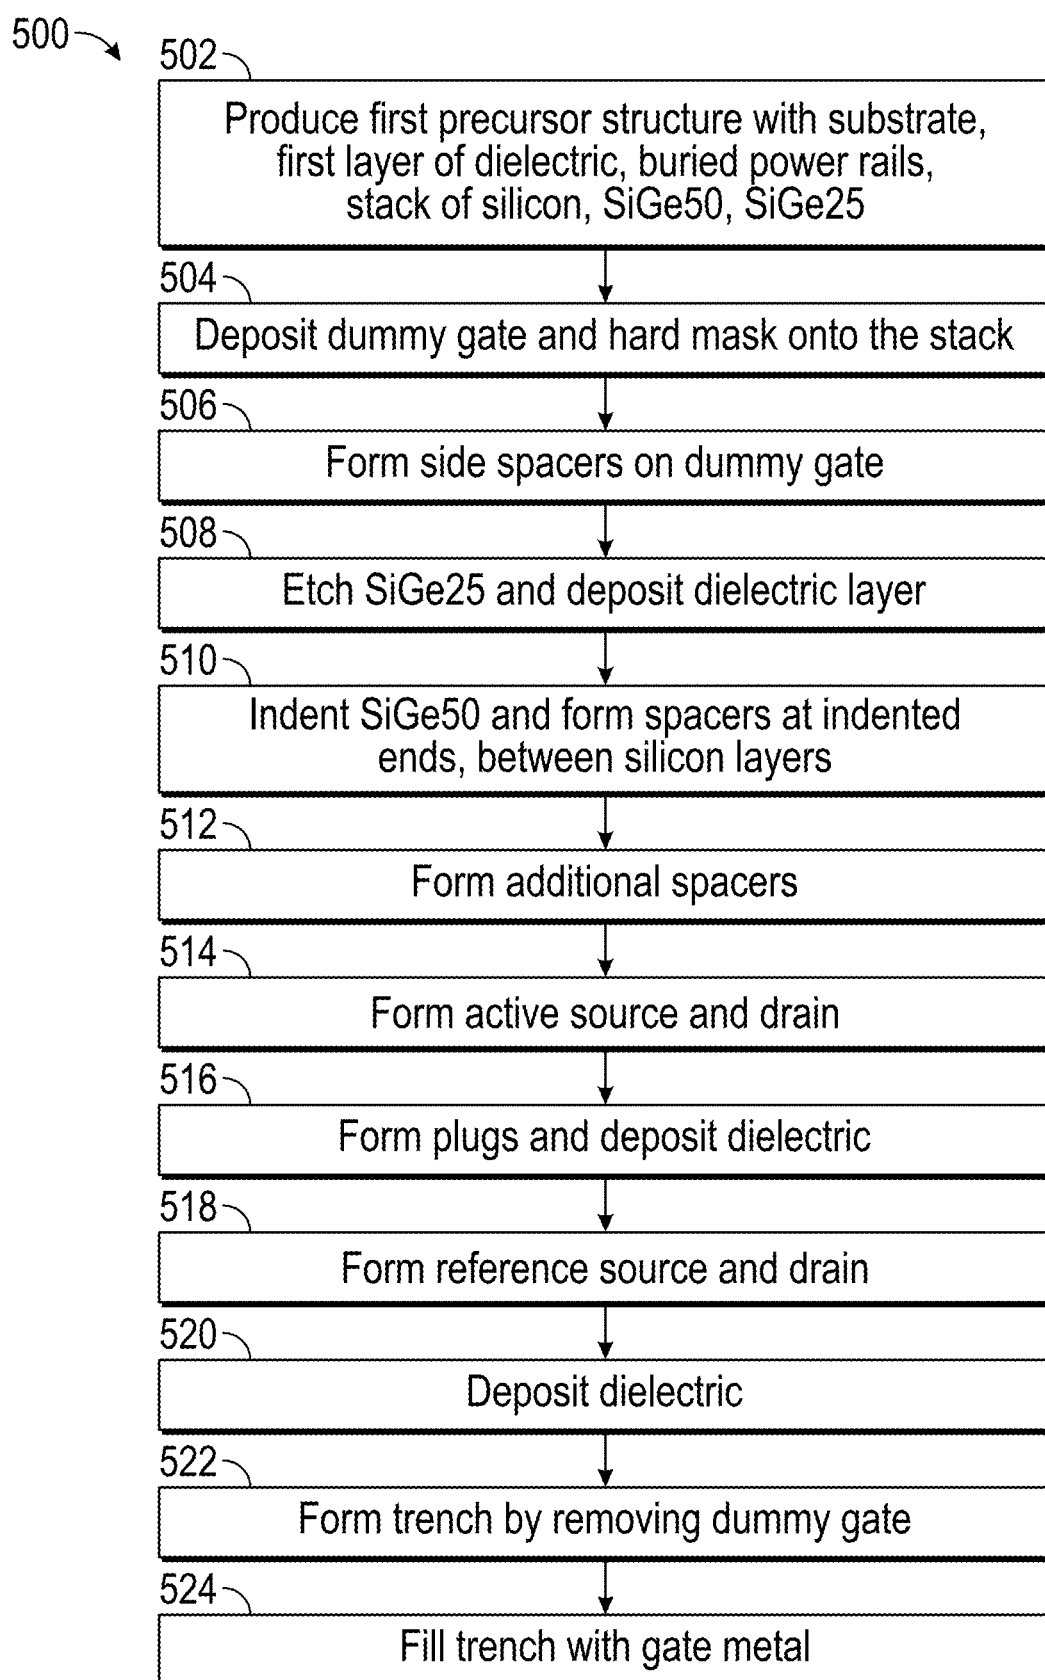 500
502
Produce first precursor structure with substrate,
first layer of dielectric, buried power rails,
stack of silicon, SiGe50, SiGe25
504
Deposit dummy gate and hard mask onto the stack
506
Form side spacers on dummy gate
508
Etch SiGe25 and deposit dielectric layer
510
Indent SiGe50 and form spacers at indented
ends, between silicon layers
512
Form additional spacers
514
Form active source and drain
516
Form plugs and deposit dielectric
518
Form reference source and drain
520
Deposit dielectric
522
Form trench by removing dummy gate
524
Fill trench with gate metal